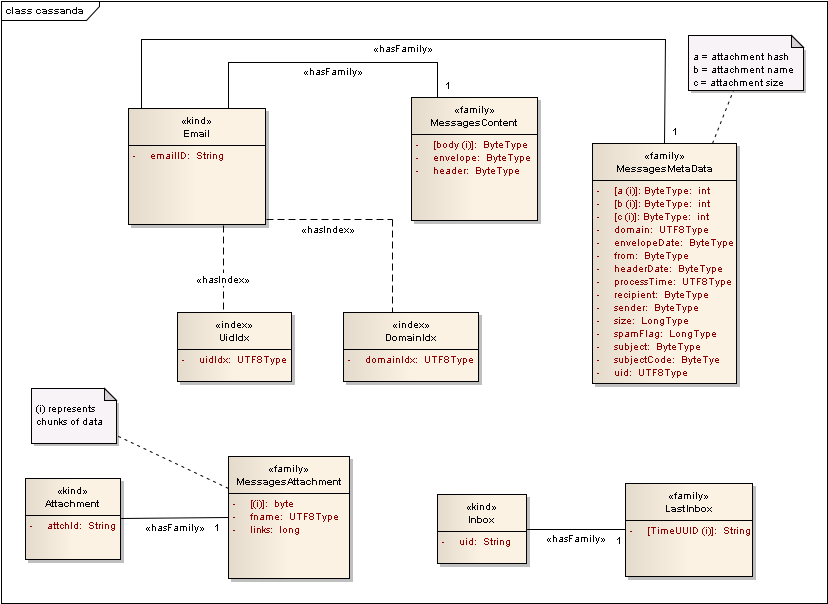 class cassanda
«hasFamily»
a = attachment hash
b = attachment name
c = attachment size
«hasFamily»
1
«kind»
Email
- emailID: String
«family»
MessagesContent
- [body (i)]: ByteType
- envelope: ByteType
- header: ByteType
1
«family»
MessagesMetaData
- [a (i)]: ByteType: int
- [b (i)]: ByteType: int
- [c (i)]: ByteType: int
- domain: UTF8Type
- envelopeDate: ByteType
- from: ByteType
- headerDate: ByteType
- processTime: UTF8Type
- recipient: ByteType
- sender: ByteType
- size: LongType
- spamFlag: LongType
- subject: ByteType
- subjectCode: ByteTye
- uid: UTF8Type
«hasIndex»
«hasIndex»
«index»
UidIdx
- uidIdx: UTF8Type
«index»
DomainIdx
- domainIdx: UTF8Type
(i) represents
chunks of data
«kind»
Attachment
- attchId: String
«hasFamily»
1
«family»
MessagesAttachment
- [(i)]: byte
- fname: UTF8Type
- links: long
«kind»
Inbox
- uid: String
«hasFamily»
1
«family»
LastInbox
- [TimeUUID (i)]: String